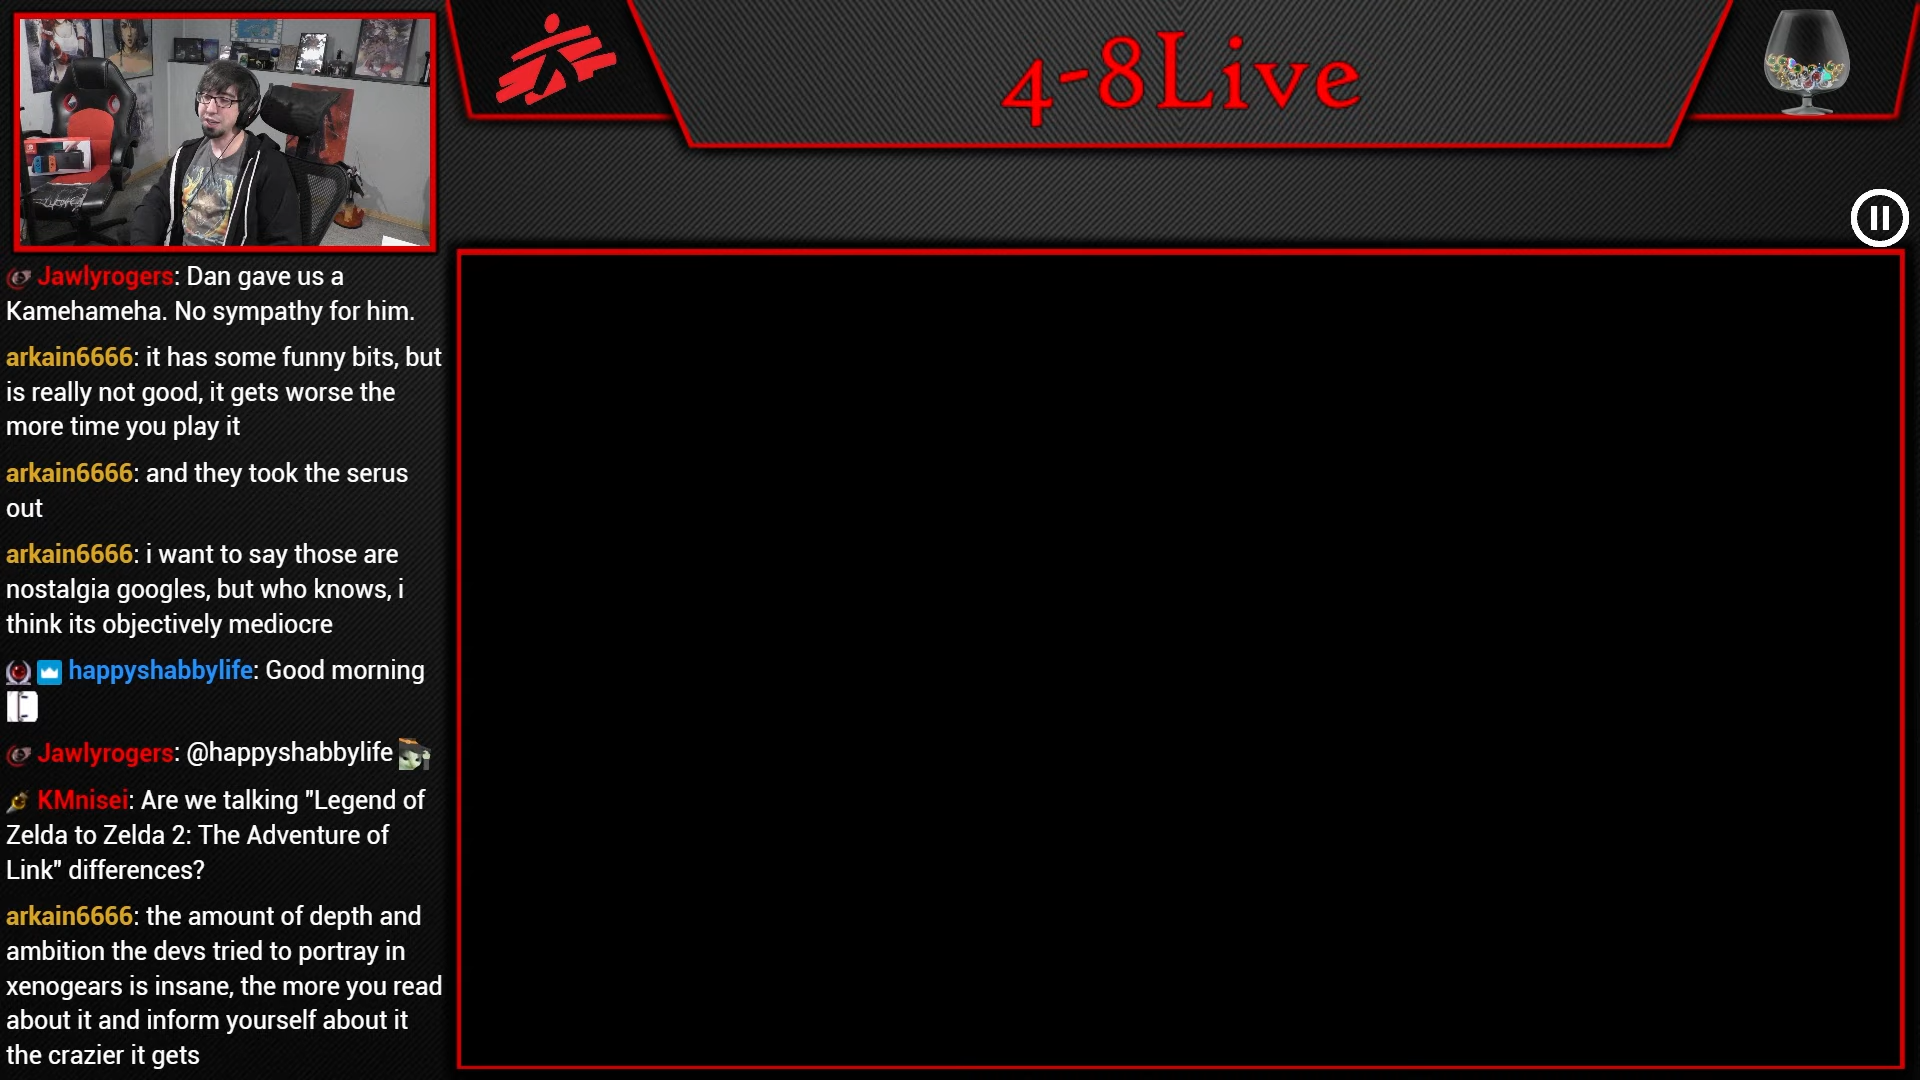 4-8Live
Jawlyrogers: Dan gave us a
Kamehameha. No sympathy for him.
arkain6666: it has some funny bits, but
is really not good, it gets worse the
more time you play it
arkain6666: and they took the serus
out
arkain6666: i want to say those are
nostalgia googles, but who knows, i
think its objectively mediocre
happyshabbylife: Good morning
Jawlyrogers: @happyshabbylife
KMnisei: Are we talking "Legend of
Zelda to Zelda 2: The Adventure of
Link" differences?
arkain6666: the amount of depth and
ambition the devs tried to portray in
xenogears is insane, the more you read
about it and inform yourself about it
the crazier it gets